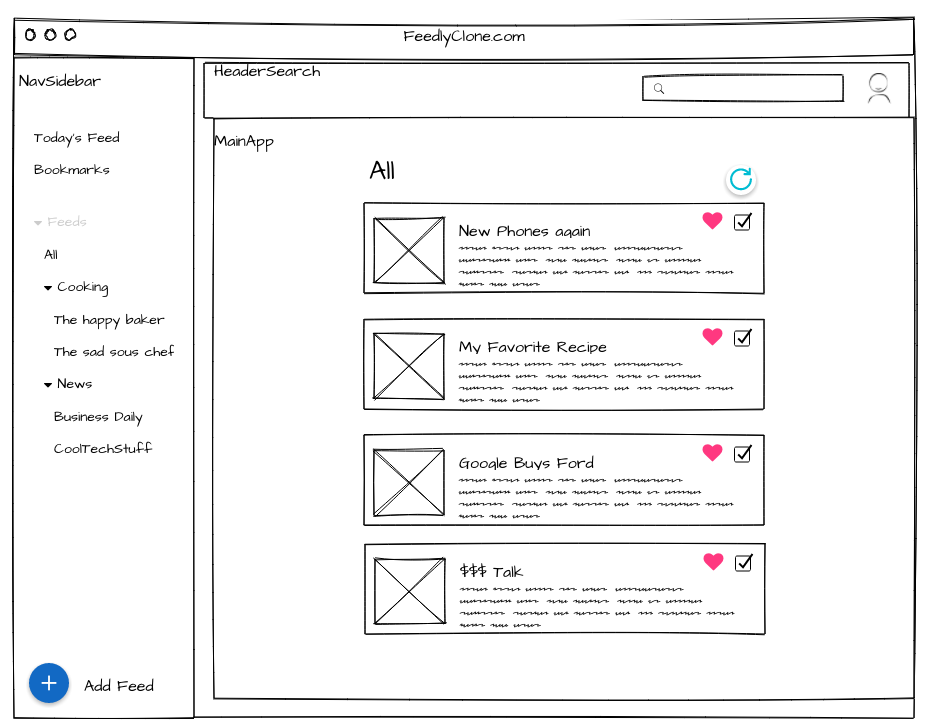 FeedlyClone.com
NavSidebar
HeaderSearch
Today's Feed
Bookmarks
Feeds
All
Cooking
The happy baker
The sad sous chef
News
Business Daily
CoolTechStuff
Add Feed
MainApp
All
New Phones again
My Favorite Recipe
Google Buys Ford
$$$ Talk